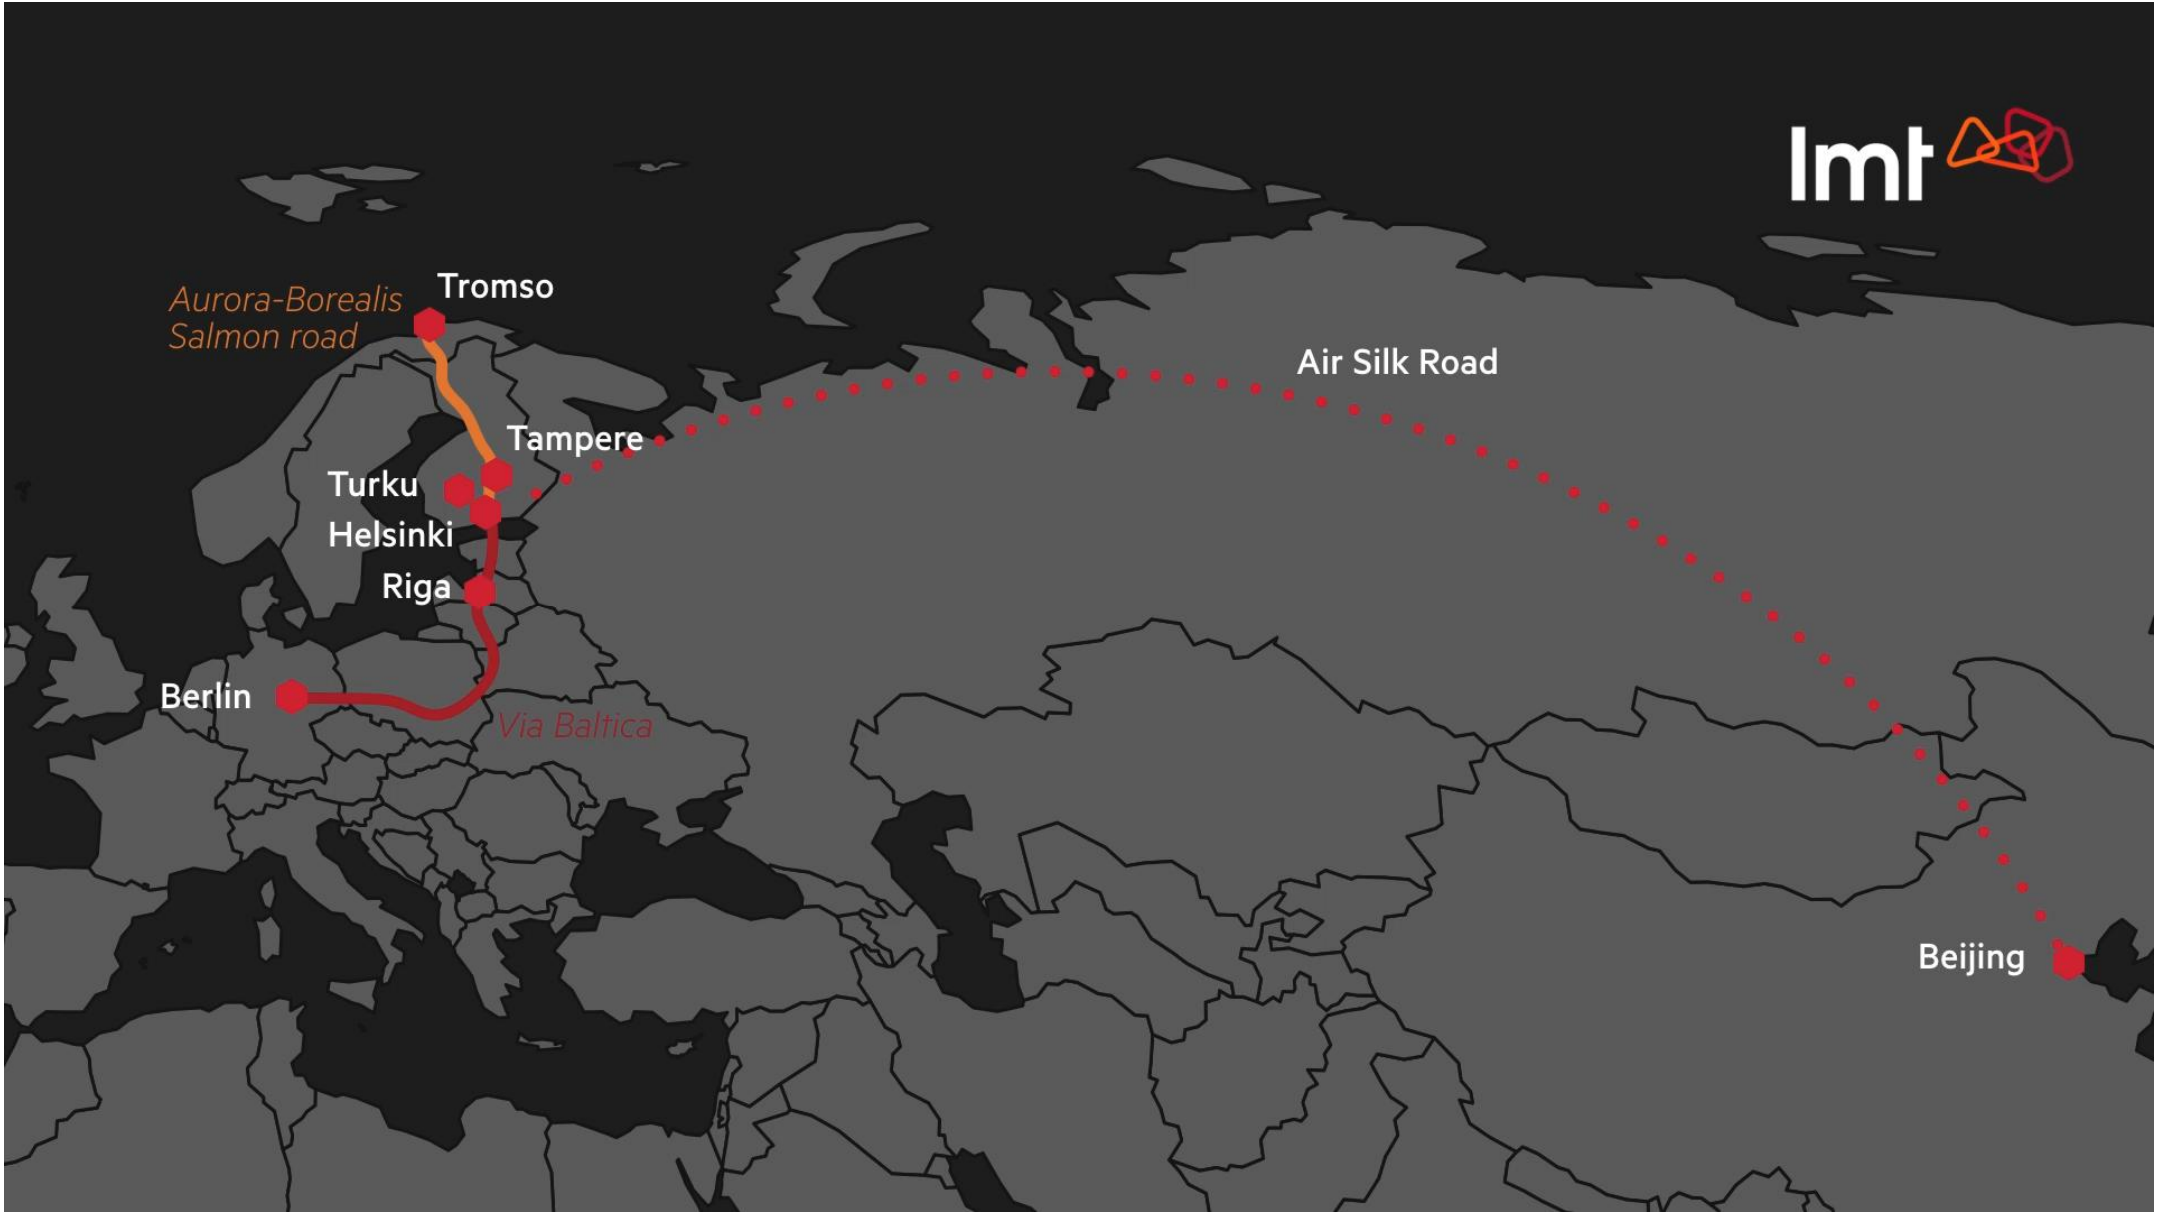 lmt
Tromso
Aurora-Borealis
Salmon road
Air Silk Road
Tampere
Turku
Helsinki
Riga
Berlin
Via Baltica
Beijing